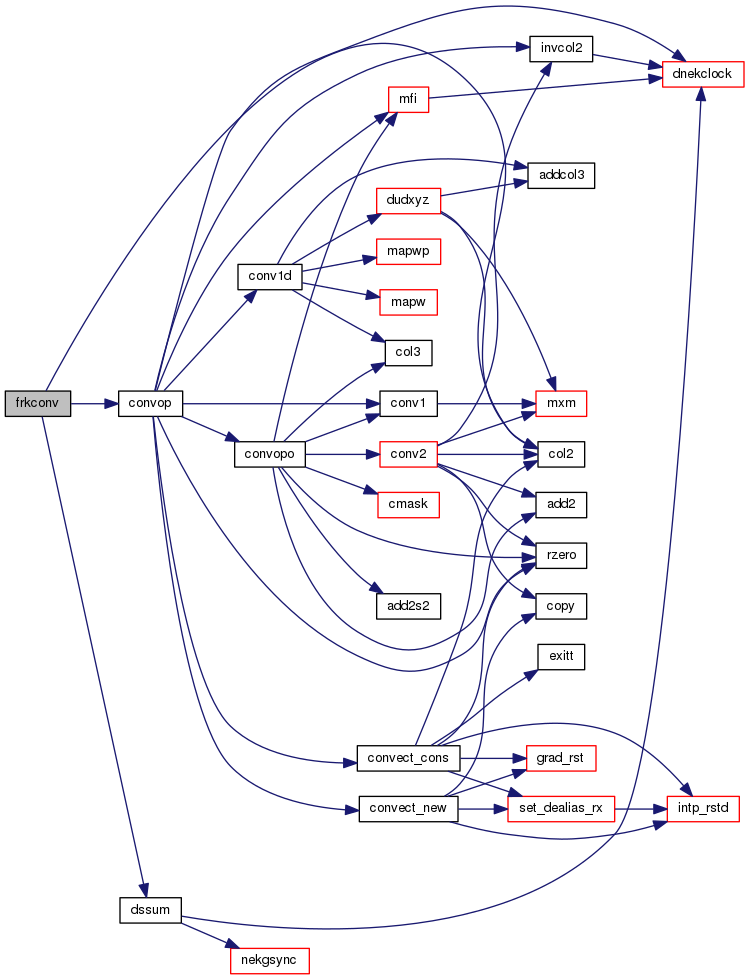 invcol2
dnekclock
mfi
addcol3
dudxyz
mapwp
conv1d
mapw
col3
frkconv
convop
conv1
mxm
convopo
conv2
col2
cmask
add2
rzero
add2s2
copy
exitt
convect_cons
grad_rst
convect_new
set_dealias_rx
intp_rstd
dssum
nekgsync